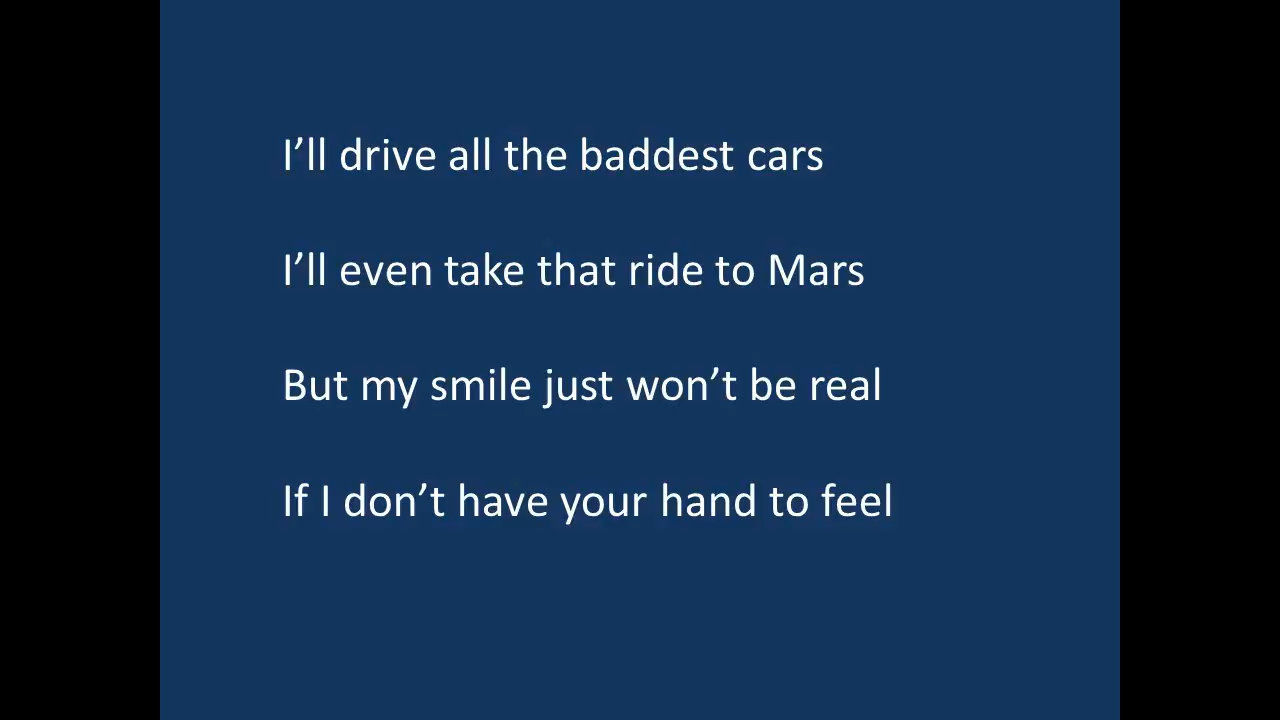 I’ll drive all the baddest cars
I’ll even take that ride to Mars
But my smile just won’t be real
If I don’t have your hand to feel